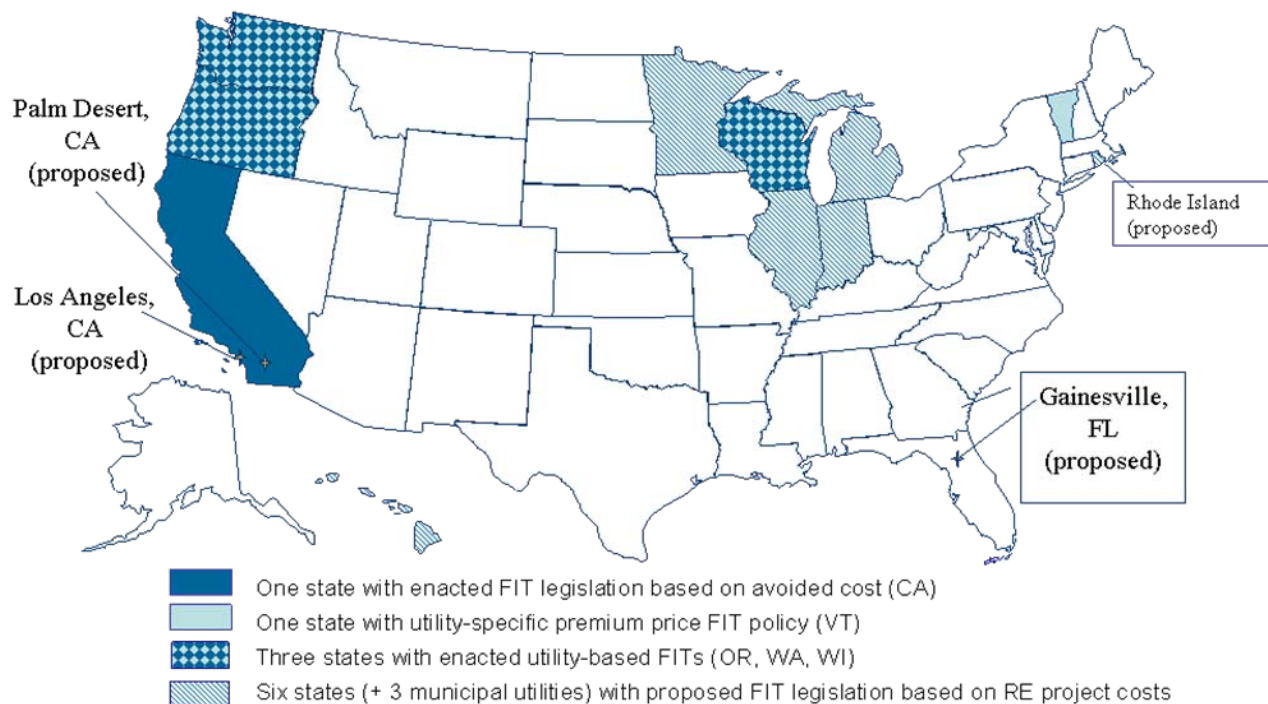 Palm Desert,
CA
(proposed)
Los Angeles,
CA
(proposed)
Rhode Island
(proposed)
Gainesville,
FL
(proposed)
One state with enacted FIT legislation based on avoided cost (CA)
One state with utility-specific premium price FIT policy (VT)
Three states with enacted utility-based FITs (OR, WA, WI)
Six states (+ 3 municipal utilities) with proposed FIT legislation based on RE project costs